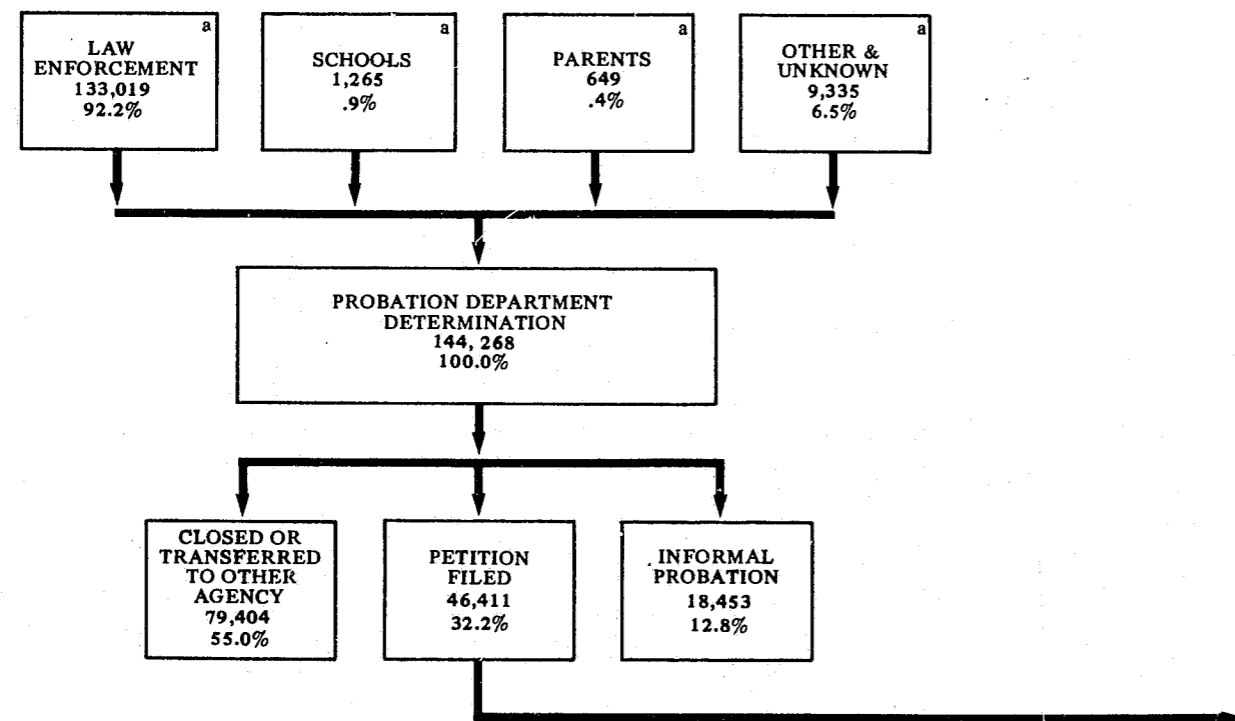 a
LAW
ENFORCEMENT
133,019
92.2%
a
SCHOOLS
1,265
.9%
a
PARENTS
649
.4%
a
OTHER &
UNKNOWN
9,335
6.5%
PROBATION DEPARTMENT
DETERMINATION
144, 268
100.0%
CLOSED OR
TRANSFERRED
TO OTHER
AGENCY
79,404
55.0%
PETITION
FILED
46,411
32.2%
INFORMAL
PROBATION
18,453
12.8%